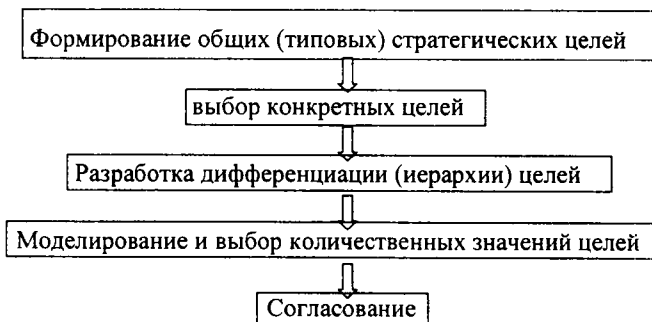 Формирование общих (типовых) стратегических целей
выбор конкретных целей
Разработка дифференциации (иерархии) целей
Моделирование и выбор количественных значений целей
Согласование